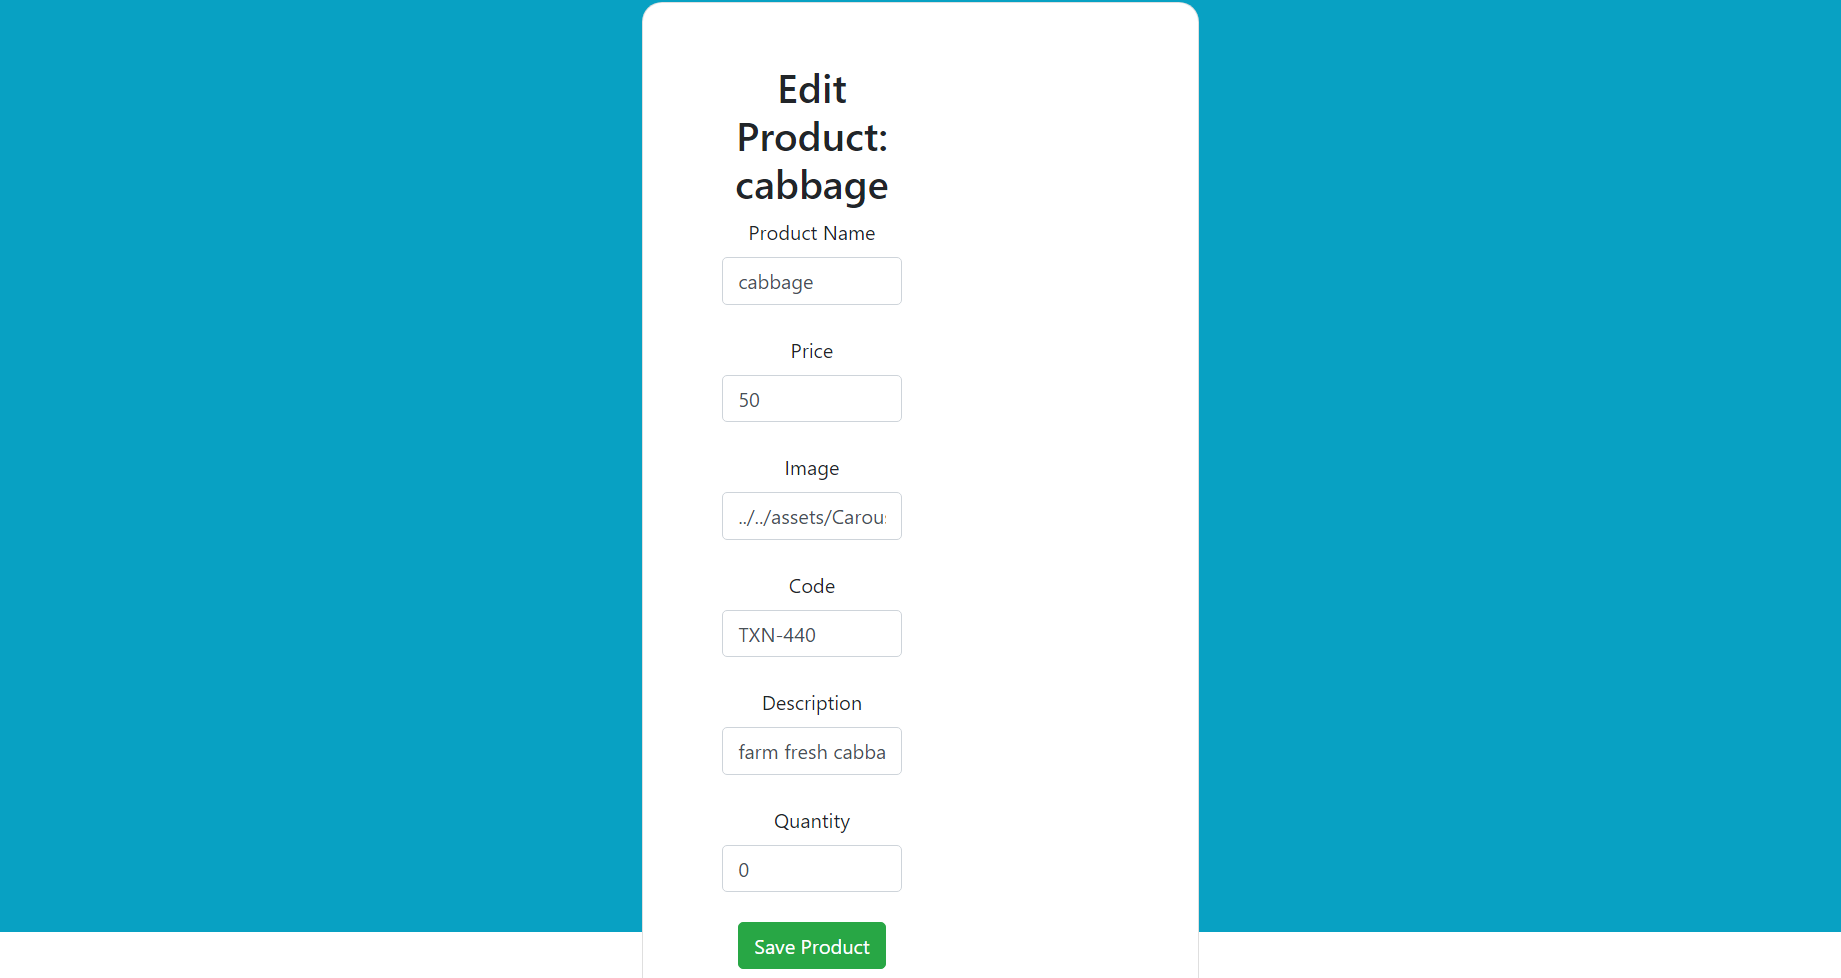 Edit
Product:
cabbage
Product Name
cabbage
Price
50
Image
../../assets/Carou
Code
TXN-440
Description
farm fresh cabba
Quantity
0
Save Product